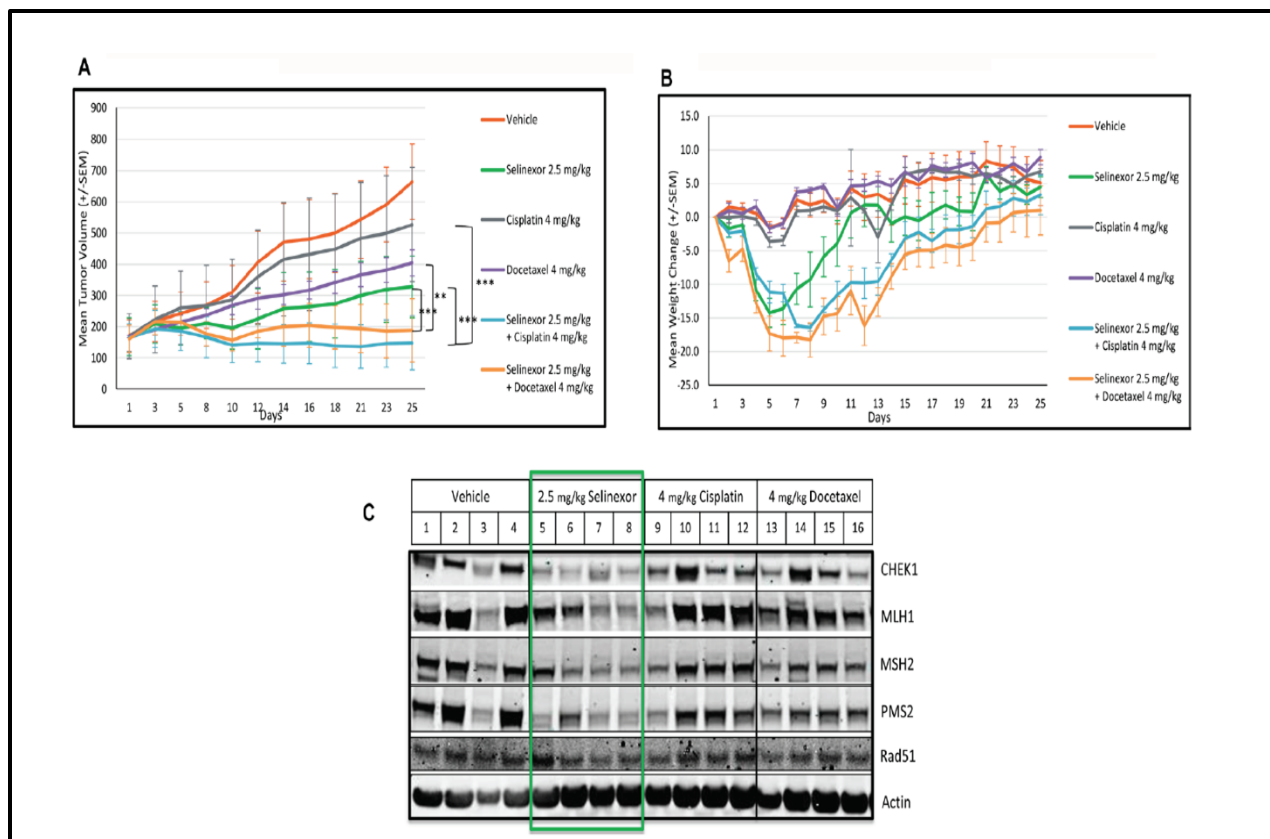 A
Mean Tumor Volume (+/-SEM)
900
800
700
600
500
400
300
200
100
0
1 3 5 8 10 12 14 16 18 21 23 25
Days
Vehicle
Selinexor 2.5 mg/kg
Cisplatin 4 mg/kg
Docetaxel 4 mg/kg
Selinexor 2.5 mg/kg
+ Cisplatin 4 mg/kg
Selinexor 2.5 mg/kg
+ Docetaxel 4 mg/kg
***
**
***
***
B
Mean Weight Change (+/-SEM)
15.0
10.0
5.0
0.0
-5.0
-10.0
-15.0
-20.0
-25.0
1 3 5 7 9 11 13 15 17 19 21 23 25
Days
Vehicle
Selinexor 2.5 mg/kg
Cisplatin 4 mg/kg
Docetaxel 4 mg/kg
Selinexor 2.5 mg/kg
+ Cisplatin 4 mg/kg
Selinexor 2.5 mg/kg
+ Docetaxel 4 mg/kg
C
Vehicle 2.5 mg/kg Selinexor 4 mg/kg Cisplatin 4 mg/kg Docetaxel
1 2 3 4 5 6 7 8 9 10 11 12 13 14 15 16
CHEK1
MLH1
MSH2
PMS2
Rad51
Actin